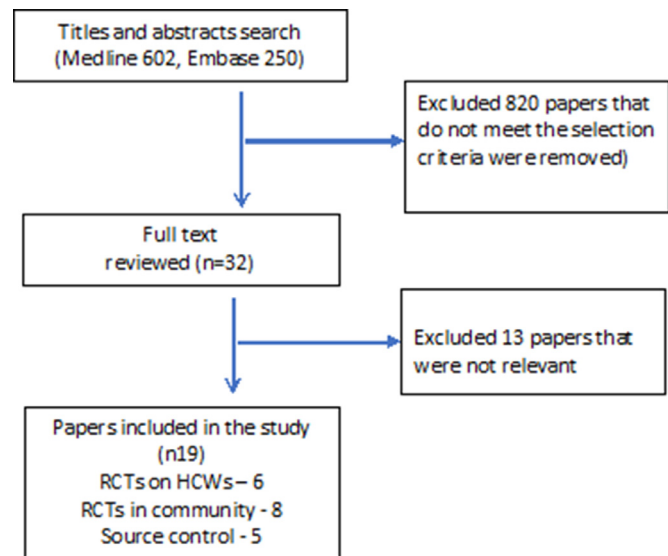 Titles and abstracts search
(Medline 602, Embase 250)
Excluded 820 papers that
do not meet the selection
criteria were removed)
Full text
reviewed (n=32)
Excluded 13 papers that
were not relevant
Papers included in the study
(n19)
RCTs on HCWs – 6
RCTs in community - 8
Source control - 5